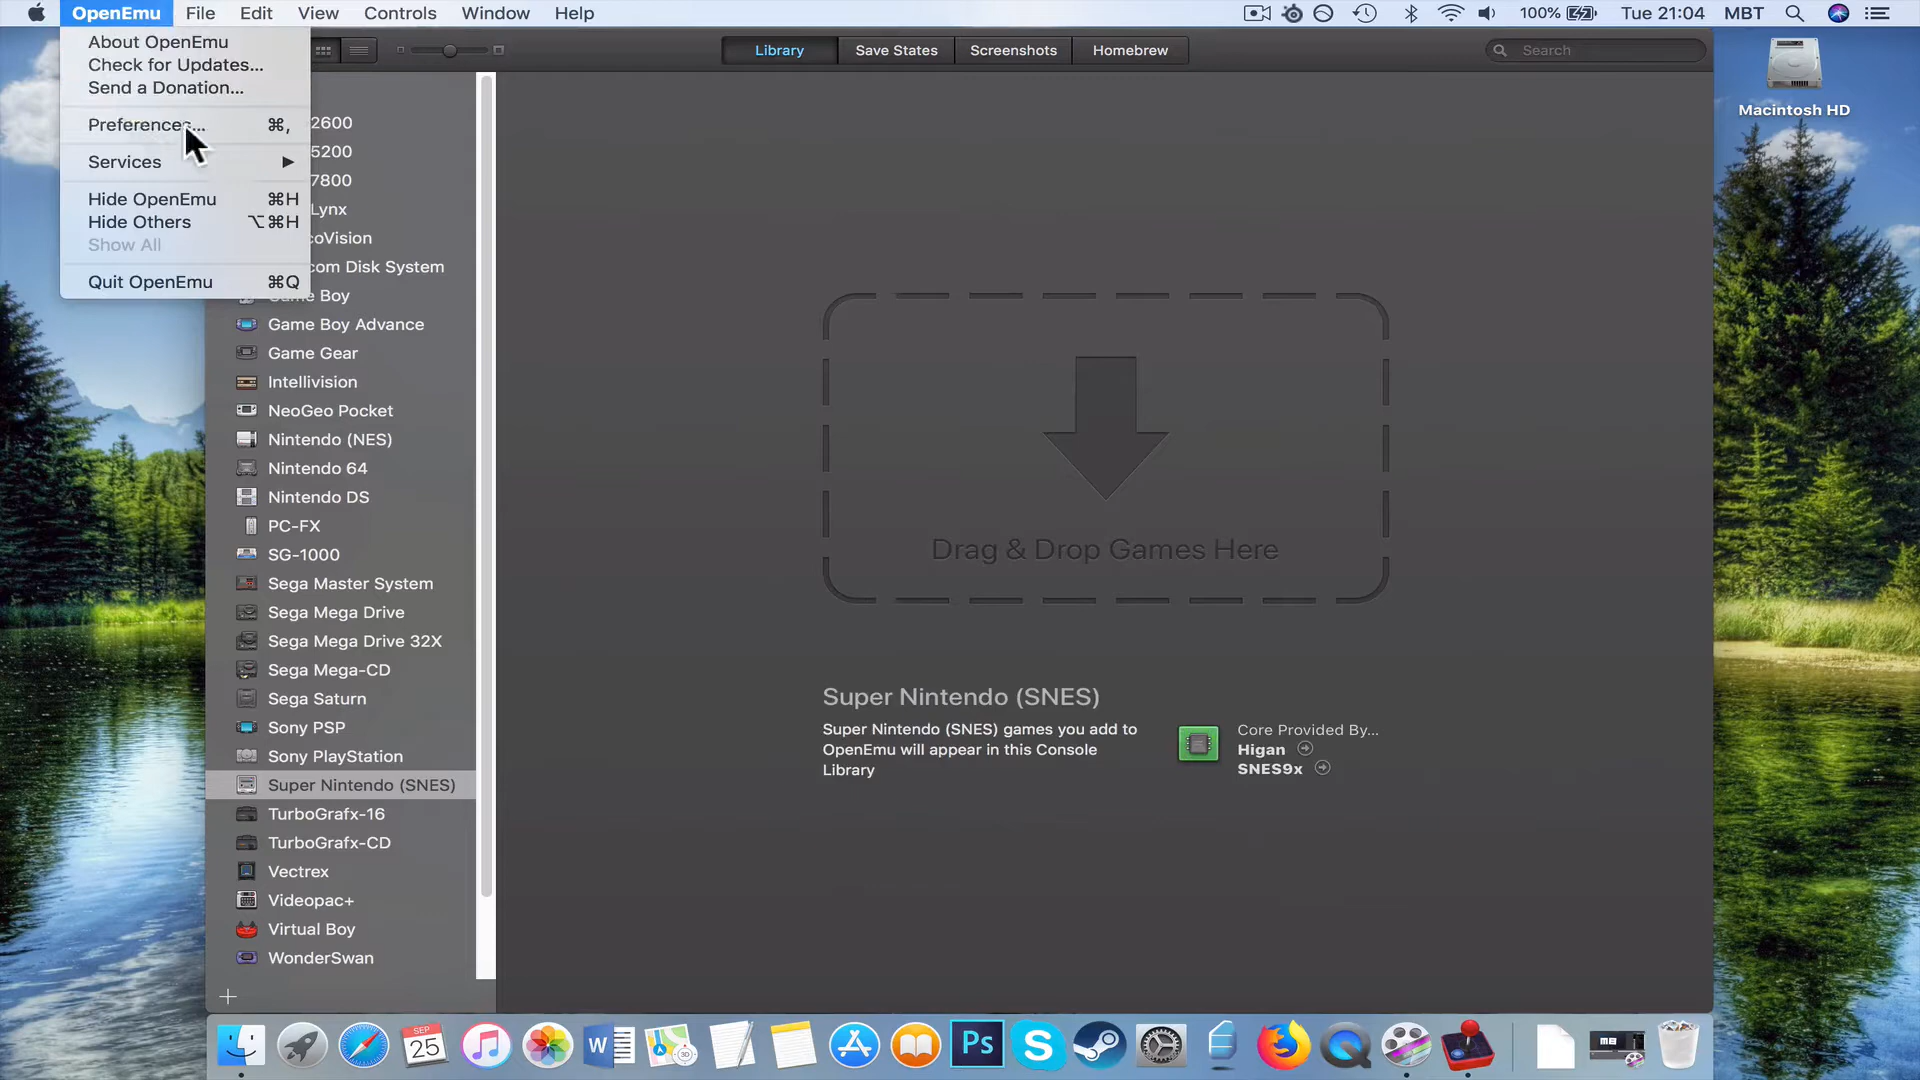 OpenEmu File Edit View Controls Window Help 100% Tue 21:04 MBT
About OpenEmu
Check for Updates...
Send a Donation...
Preferences... ⌘,
Services
Hide OpenEmu ⌘H
Hide Others ⌥⌘H
Show All
Quit OpenEmu ⌘Q
Library Save States Screenshots Homebrew
Search
Macintosh HD
2600
5200
7800
Lynx
coVision
com Disk System
Game Boy
Game Boy Advance
Game Gear
Intellivision
NeoGeo Pocket
Nintendo (NES)
Nintendo 64
Nintendo DS
PC-FX
SG-1000
Sega Master System
Sega Mega Drive
Sega Mega Drive 32X
Sega Mega-CD
Sega Saturn
Sony PSP
Sony PlayStation
Super Nintendo (SNES)
TurboGrafx-16
TurboGrafx-CD
Vectrex
Videopac+
Virtual Boy
WonderSwan
Drag & Drop Games Here
Super Nintendo (SNES)
Super Nintendo (SNES) games you add to
OpenEmu will appear in this Console
Library
Core Provided By...
Higan
SNES9x
SEP
25
W
Ps
S